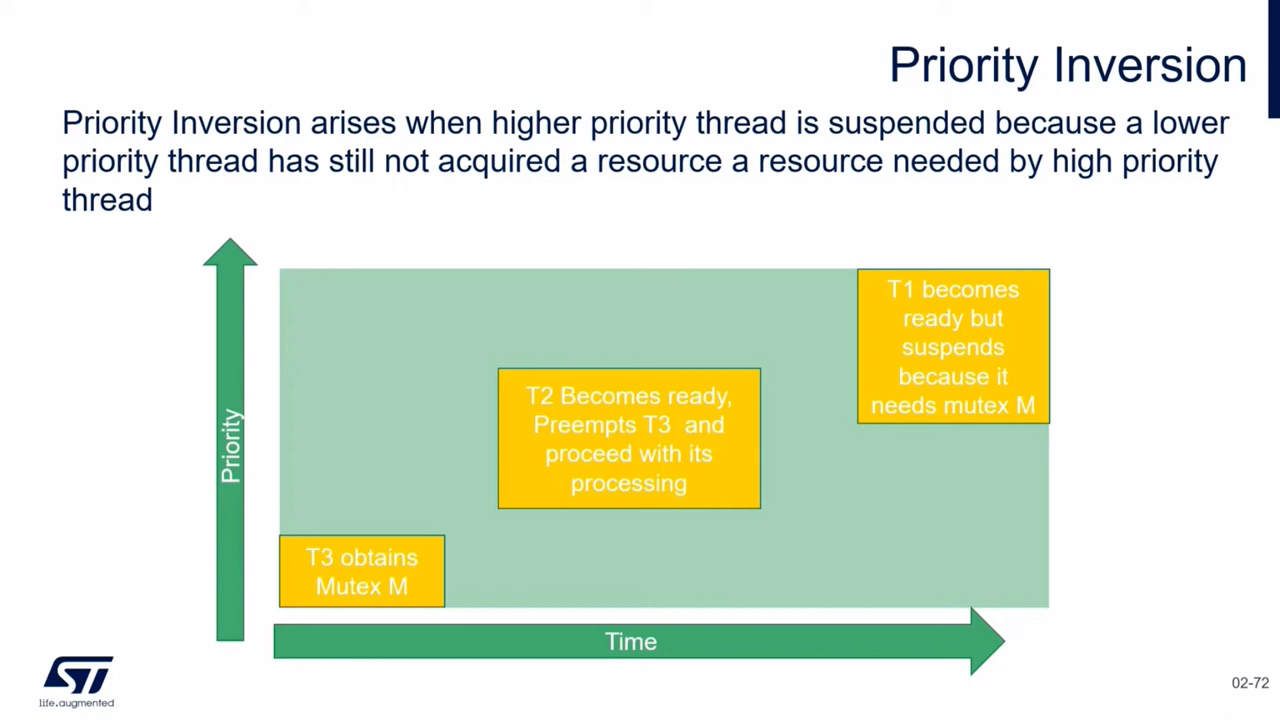 Priority Inversion
Priority Inversion arises when higher priority thread is suspended because a lower
priority thread has still not acquired a resource a resource needed by high priority
thread
T1 becomes
ready but
suspends
because it
needs mutex M
T2 Becomes ready,
Preempts T3 and
proceed with its
processing
Priority
T3 obtains
Mutex M
Time
ST
life.augmented
02-72